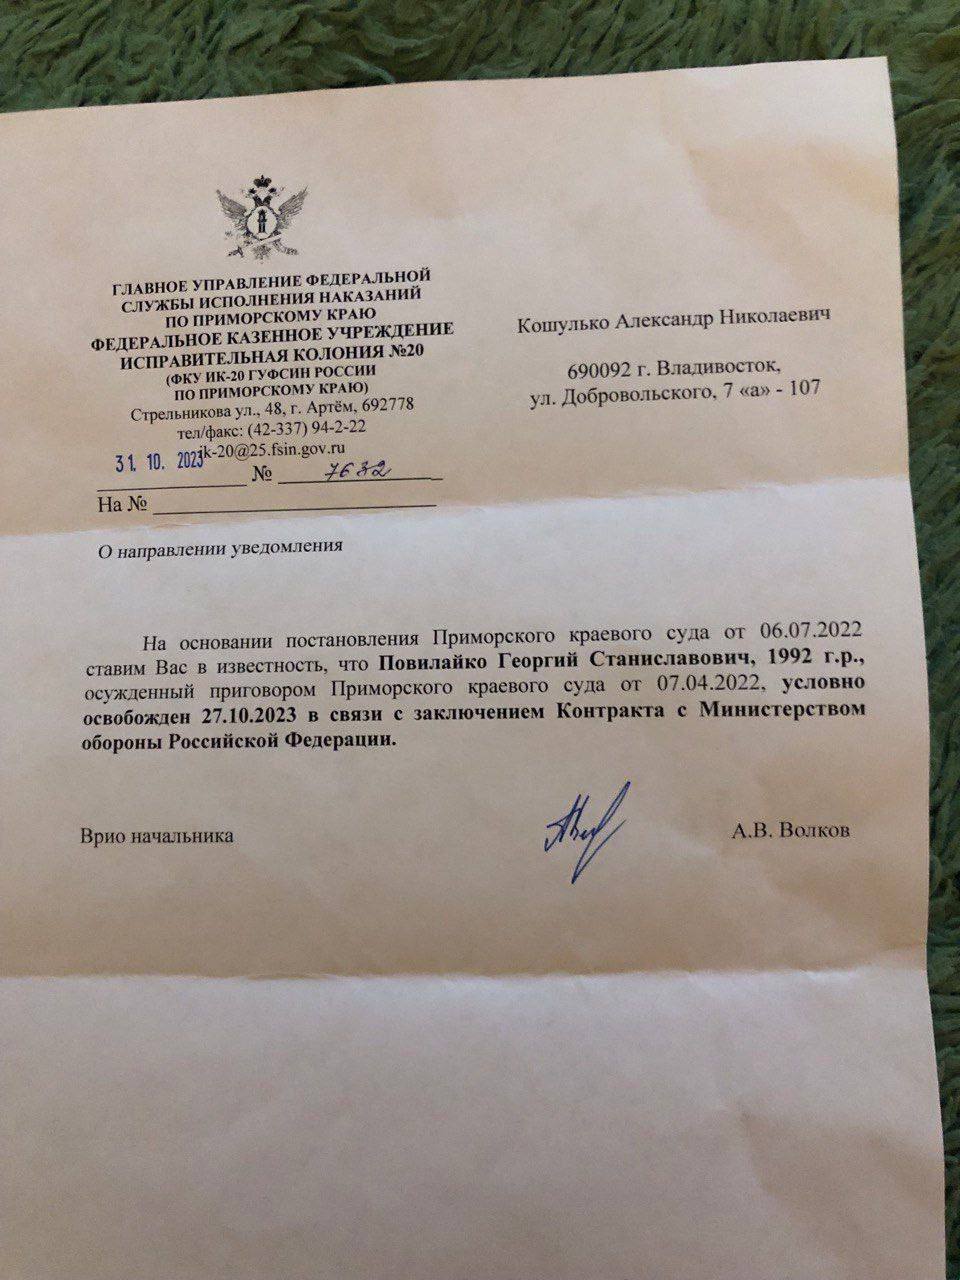 ГЛАВНОЕ УПРАВЛЕНИЕ ФЕДЕРАЛЬНОЙ
СЛУЖБЫ ИСПОЛНЕНИЯ НАКАЗАНИЙ
ПО ПРИМОРСКОМУ КРАЮ
ФЕДЕРАЛЬНОЕ КАЗЕННОЕ УЧРЕЖДЕНИЕ
ИСПРАВИТЕЛЬНАЯ КОЛОНИЯ №20
(ФКУ ИК-20 ГУФСИН РОССИИ
ПО ПРИМОРСКОМУ КРАЮ)
Стрельникова ул., 48, г. Артём, 692778
тел/факс: (42-337) 94-2-22
ik-20@25.fsin.gov.ru
31. 10. 2023 № 7632
На №
Кошулько Александр Николаевич
690092 г. Владивосток,
ул. Добровольского, 7 «а» - 107
О направлении уведомления
На основании постановления Приморского краевого суда от 06.07.2022
ставим Вас в известность, что Повилайко Георгий Станиславович, 1992 г.р.,
осужденный приговором Приморского краевого суда от 07.04.2022, условно
освобожден 27.10.2023 в связи с заключением Контракта с Министерством
обороны Российской Федерации.
Врио начальника
А.В. Волков